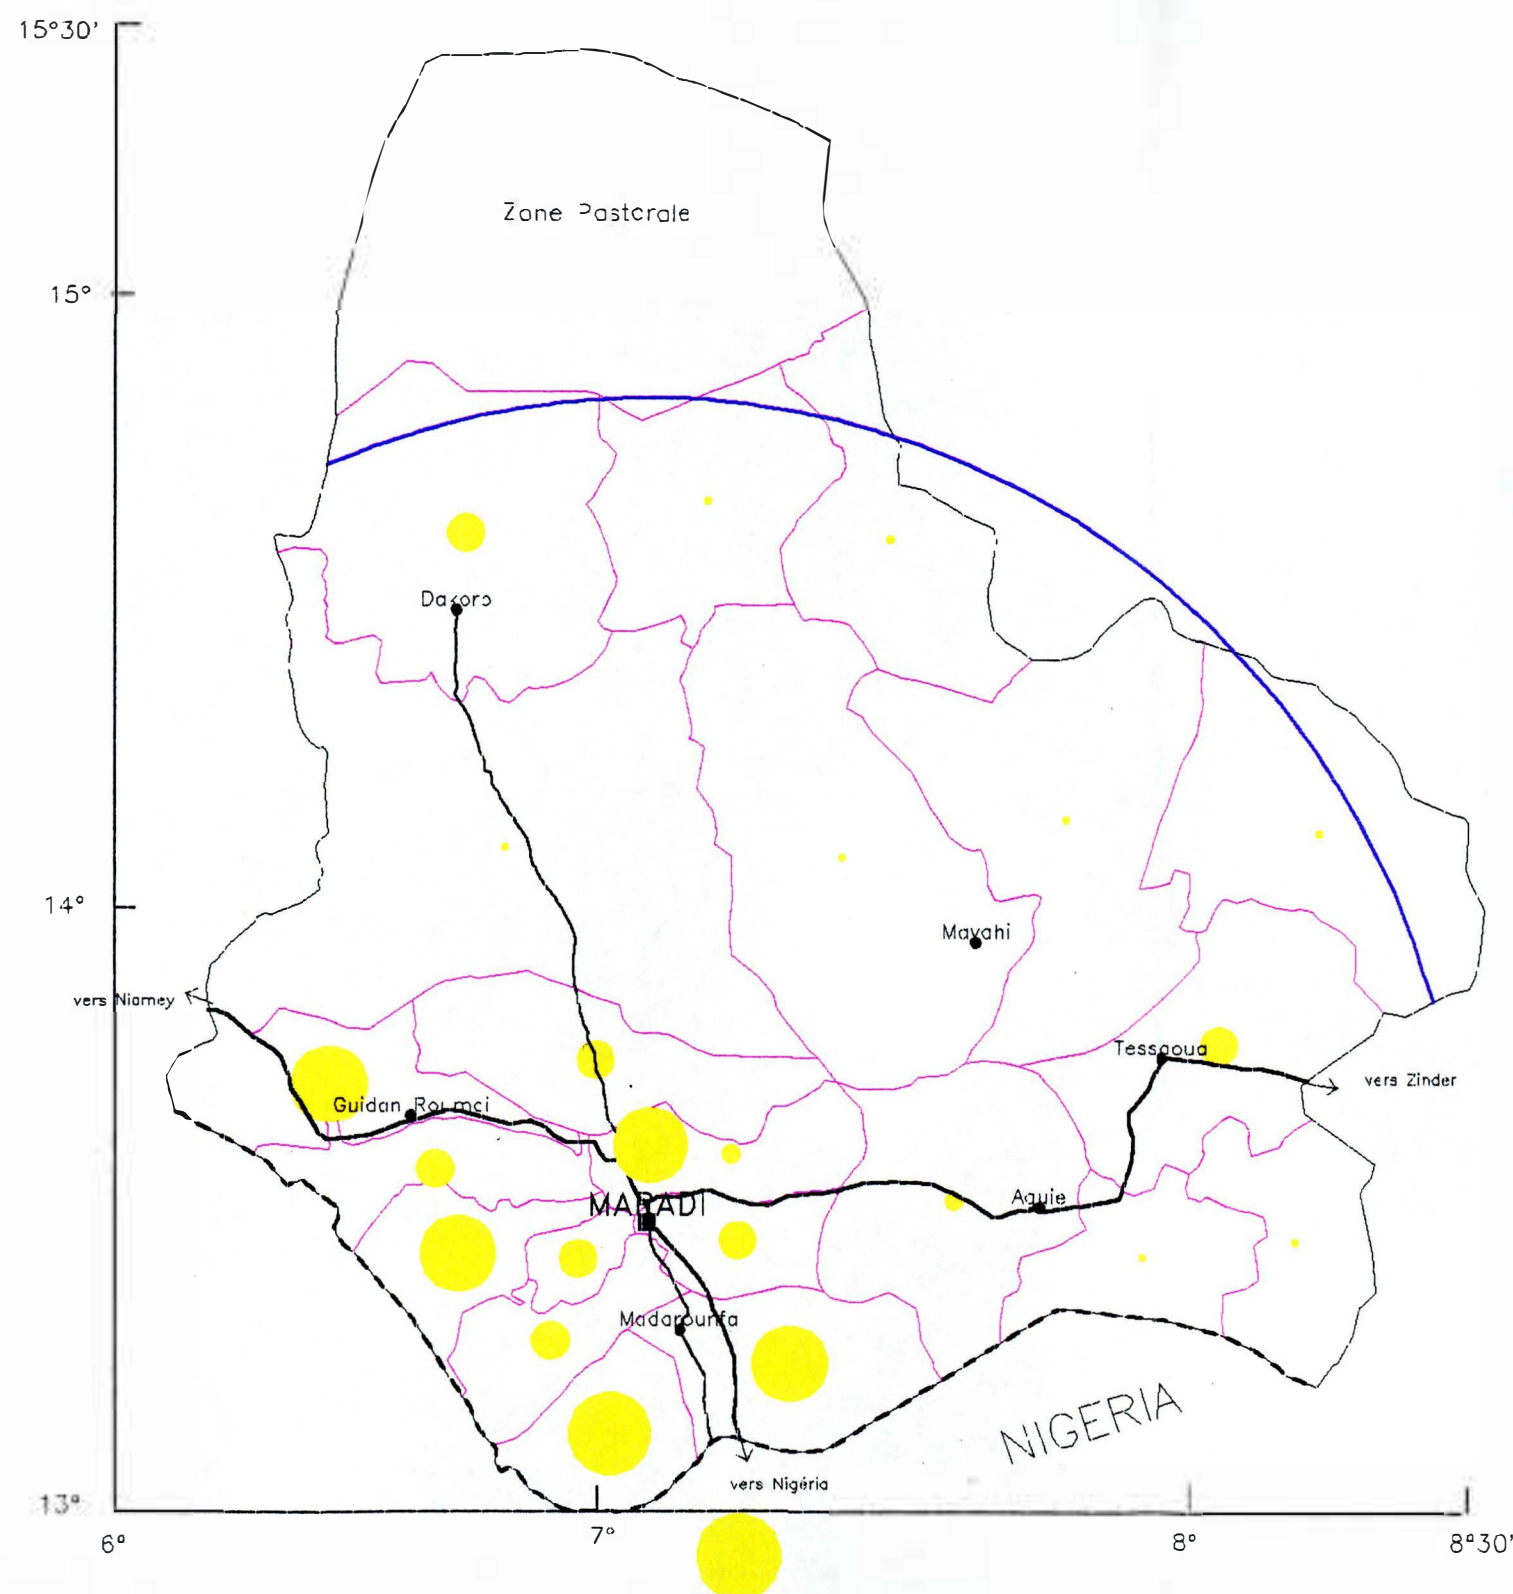 15°30'
Zone Pastorale
15°
Dakoro
14°
Mayahi
vers Niamey
Tessaoua
vers Zinder
Guidan Roumci
MARADI
Aguie
Madarounfa
NIGERIA
vers Nigéria
13°
6°
7°
8°
8°30'